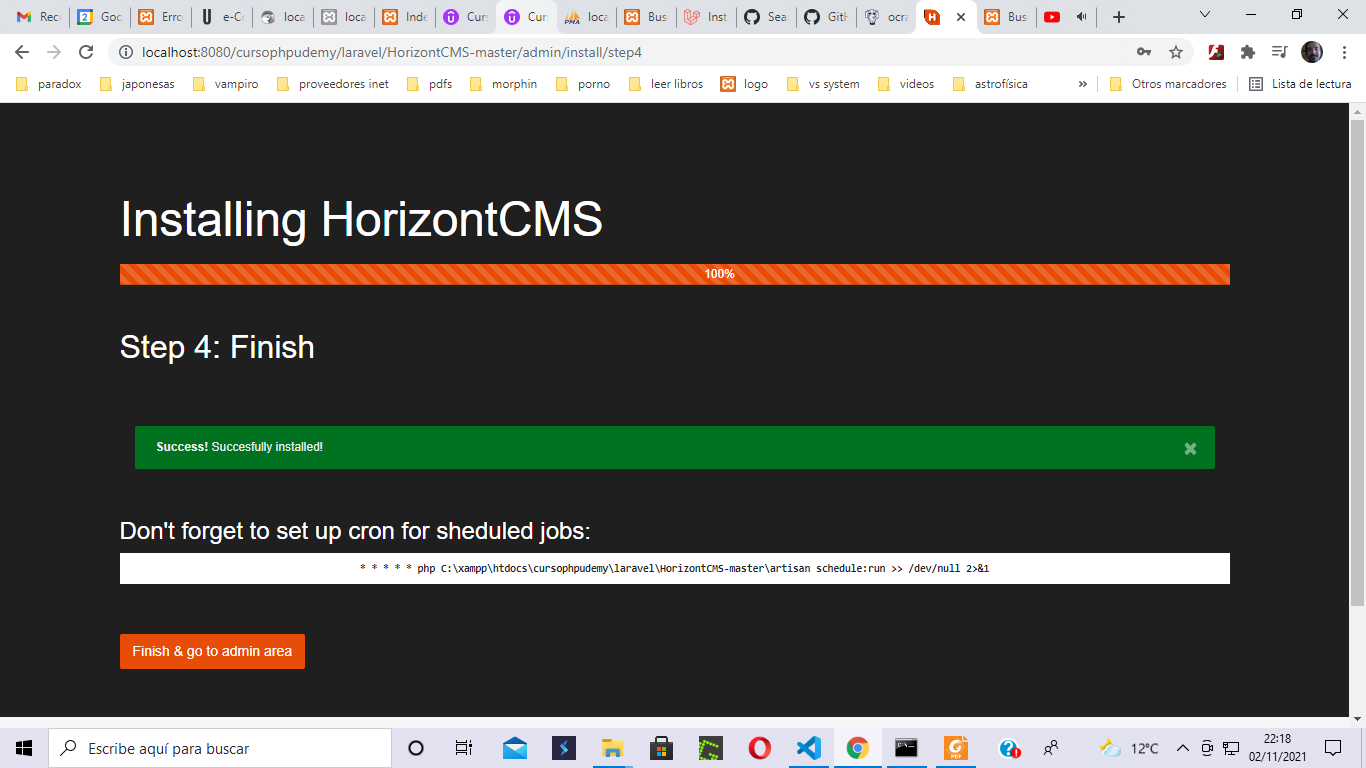 Reci
Goo
Erro
e-Co
loca
loca
Inde
Curs
Curs
loca
Bus
Inst
Sea
Gith
ocra
Bus
localhost:8080/cursophpudemy/laravel/HorizontCMS-master/admin/install/step4
paradox
japonesas
vampiro
proveedores inet
pdfs
morphin
porno
leer libros
logo
vs system
videos
astrofísica
»
Otros marcadores
Lista de lectura
Installing HorizontCMS
100%
Step 4: Finish
Success! Succesfully installed!
Don't forget to set up cron for sheduled jobs:
* * * * * php C:\xampp\htdocs\cursophpudemy\laravel\HorizontCMS-master\artisan schedule:run >> /dev/null 2>&1
Finish & go to admin area
Escribe aquí para buscar
12°C
22:18
02/11/2021